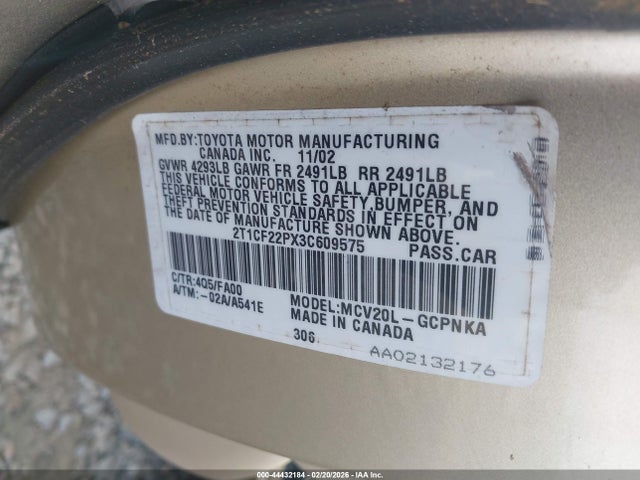 MFD.BY:TOYOTA MOTOR MANUFACTURING
CANADA INC. 11/02
GVWR 4293LB GAWR FR 2491LB RR 2491LB
THIS VEHICLE CONFORMS TO ALL APPLICABLE
FEDERAL MOTOR VEHICLE SAFETY,BUMPER, AND
THEFT PREVENTION STANDARDS IN EFFECT ON
THE DATE OF MANUFACTURE SHOWN ABOVE.
2T1CF22PX3C609575 PASS.CAR
C/TR:4Q5/FA00
A/TM:-02A/A541E
MODEL:MCV20L-GCPNKA
MADE IN CANADA
306
AA02132176
000-44432184 - 02/20/2026 - IAA Inc.